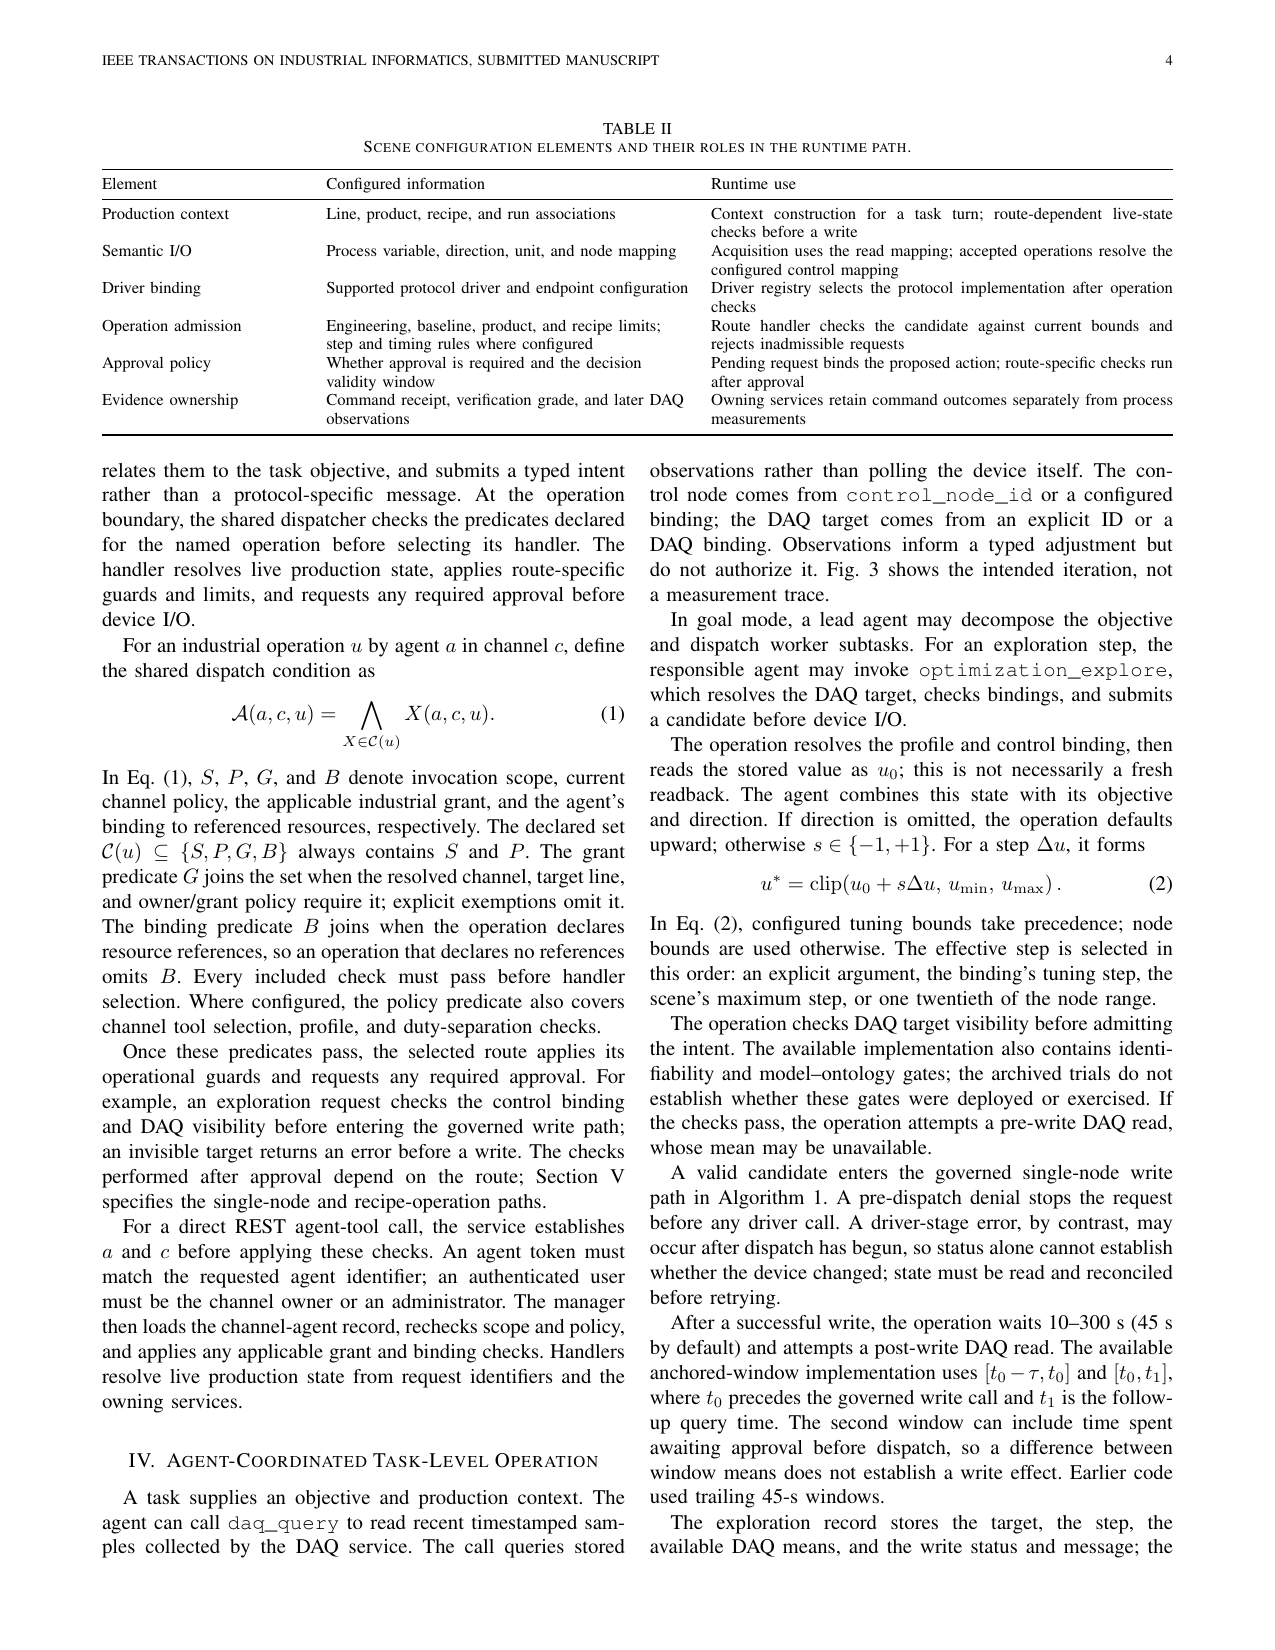 IEEE TRANSACTIONS ON INDUSTRIAL INFORMATICS, SUBMITTED MANUSCRIPT 4
TABLE II
SCENE CONFIGURATION ELEMENTS AND THEIR ROLES IN THE RUNTIME PATH.
Element Configured information Runtime use
Production context Line, product, recipe, and run associations Context construction for a task turn; route-dependent live-state
checks before a write
Semantic I/O Process variable, direction, unit, and node mapping Acquisition uses the read mapping; accepted operations resolve the
configured control mapping
Driver binding Supported protocol driver and endpoint configuration Driver registry selects the protocol implementation after operation
checks
Operation admission Engineering, baseline, product, and recipe limits; Route handler checks the candidate against current bounds and
step and timing rules where configured rejects inadmissible requests
Approval policy Whether approval is required and the decision Pending request binds the proposed action; route-specific checks run
validity window after approval
Evidence ownership Command receipt, verification grade, and later DAQ Owning services retain command outcomes separately from process
observations measurements
relates them to the task objective, and submits a typed intent
rather than a protocol-specific message. At the operation
boundary, the shared dispatcher checks the predicates declared
for the named operation before selecting its handler. The
handler resolves live production state, applies route-specific
guards and limits, and requests any required approval before
device I/O.
For an industrial operation u by agent a in channel c, define
the shared dispatch condition as
𝒜(a, c, u) = ⋀ X(a, c, u). (1)
X∈𝒞(u)
In Eq. (1), S, P, G, and B denote invocation scope, current
channel policy, the applicable industrial grant, and the agent's
binding to referenced resources, respectively. The declared set
𝒞(u) ⊆ {S, P, G, B} always contains S and P. The grant
predicate G joins the set when the resolved channel, target line,
and owner/grant policy require it; explicit exemptions omit it.
The binding predicate B joins when the operation declares
resource references, so an operation that declares no references
omits B. Every included check must pass before handler
selection. Where configured, the policy predicate also covers
channel tool selection, profile, and duty-separation checks.
Once these predicates pass, the selected route applies its
operational guards and requests any required approval. For
example, an exploration request checks the control binding
and DAQ visibility before entering the governed write path;
an invisible target returns an error before a write. The checks
performed after approval depend on the route; Section V
specifies the single-node and recipe-operation paths.
For a direct REST agent-tool call, the service establishes
a and c before applying these checks. An agent token must
match the requested agent identifier; an authenticated user
must be the channel owner or an administrator. The manager
then loads the channel-agent record, rechecks scope and policy,
and applies any applicable grant and binding checks. Handlers
resolve live production state from request identifiers and the
owning services.
IV. AGENT-COORDINATED TASK-LEVEL OPERATION
A task supplies an objective and production context. The
agent can call daq_query to read recent timestamped sam-
ples collected by the DAQ service. The call queries stored
observations rather than polling the device itself. The con-
trol node comes from control_node_id or a configured
binding; the DAQ target comes from an explicit ID or a
DAQ binding. Observations inform a typed adjustment but
do not authorize it. Fig. 3 shows the intended iteration, not
a measurement trace.
In goal mode, a lead agent may decompose the objective
and dispatch worker subtasks. For an exploration step, the
responsible agent may invoke optimization_explore,
which resolves the DAQ target, checks bindings, and submits
a candidate before device I/O.
The operation resolves the profile and control binding, then
reads the stored value as u₀; this is not necessarily a fresh
readback. The agent combines this state with its objective
and direction. If direction is omitted, the operation defaults
upward; otherwise s ∈ {−1, +1}. For a step Δu, it forms
u* = clip(u₀ + sΔu, u_min, u_max) . (2)
In Eq. (2), configured tuning bounds take precedence; node
bounds are used otherwise. The effective step is selected in
this order: an explicit argument, the binding's tuning step, the
scene's maximum step, or one twentieth of the node range.
The operation checks DAQ target visibility before admitting
the intent. The available implementation also contains identi-
fiability and model–ontology gates; the archived trials do not
establish whether these gates were deployed or exercised. If
the checks pass, the operation attempts a pre-write DAQ read,
whose mean may be unavailable.
A valid candidate enters the governed single-node write
path in Algorithm 1. A pre-dispatch denial stops the request
before any driver call. A driver-stage error, by contrast, may
occur after dispatch has begun, so status alone cannot establish
whether the device changed; state must be read and reconciled
before retrying.
After a successful write, the operation waits 10–300 s (45 s
by default) and attempts a post-write DAQ read. The available
anchored-window implementation uses [t₀ − τ, t₀] and [t₀, t₁],
where t₀ precedes the governed write call and t₁ is the follow-
up query time. The second window can include time spent
awaiting approval before dispatch, so a difference between
window means does not establish a write effect. Earlier code
used trailing 45-s windows.
The exploration record stores the target, the step, the
available DAQ means, and the write status and message; the